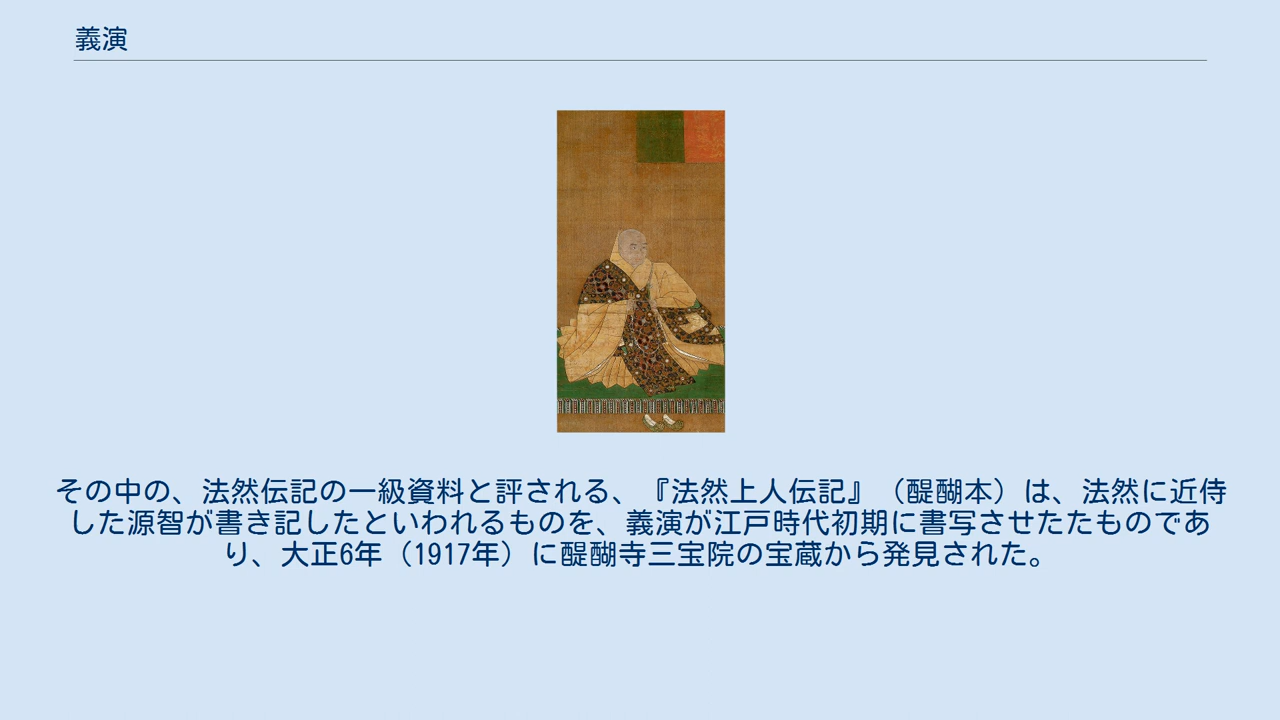 義演
その中の、法然伝記の一級資料と評される、『法然上人伝記』（醍醐本）は、法然に近侍
した源智が書き記したといわれるものを、義演が江戸時代初期に書写させたたものであ
り、大正6年（1917年）に醍醐寺三宝院の宝蔵から発見された。